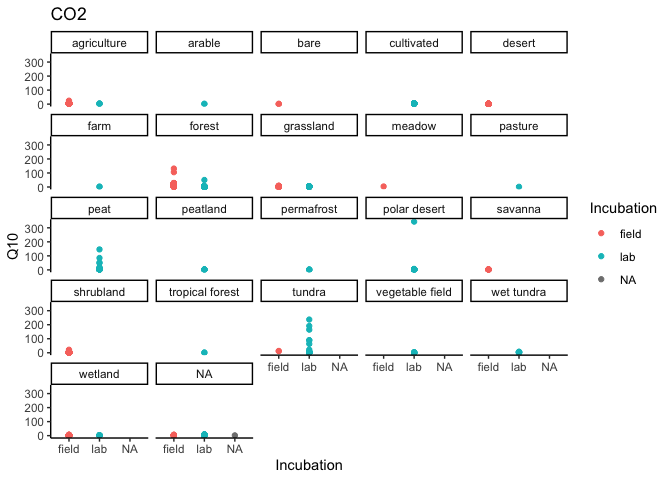 CO2
agriculture arable bare cultivated desert
300
200
100
0
farm forest grassland meadow pasture
300
200
100
0
peat peatland permafrost polar desert savanna
300
200
100
0
shrubland tropical forest tundra vegetable field wet tundra
300
200
100
0
field lab NA field lab NA field lab NA
wetland NA
300
200
100
0
field lab NA field lab NA
Incubation
Q10
Incubation
field
lab
NA